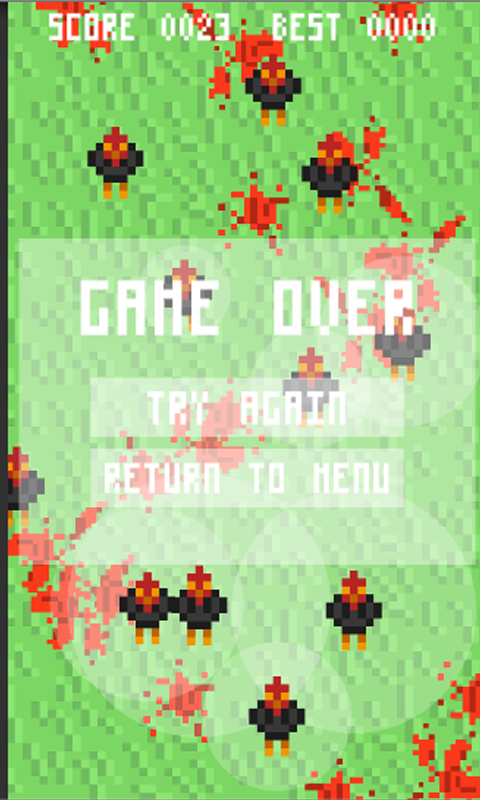 SCORE 0023 BEST 0000
GAME OVER
TRY AGAIN
RETURN TO MENU